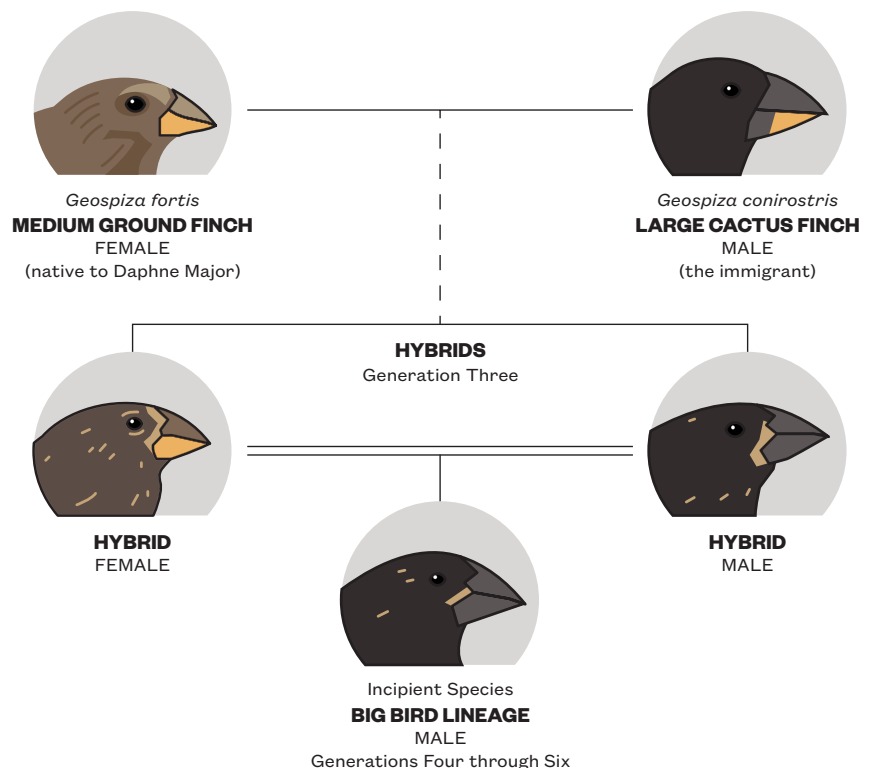 Geospiza fortis
MEDIUM GROUND FINCH
FEMALE
(native to Daphne Major)
Geospiza conirostris
LARGE CACTUS FINCH
MALE
(the immigrant)
HYBRIDS
Generation Three
HYBRID
FEMALE
HYBRID
MALE
Incipient Species
BIG BIRD LINEAGE
MALE
Generations Four through Six